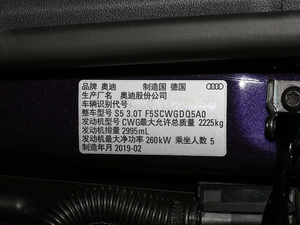 品牌 奥迪 制造国 德国
生产厂名 奥迪股份公司
车辆识别代号
整车型号 S5 3.0T F5SCWGDQ5A0
发动机型号 CWG 最大允许总质量 2225kg
发动机排量 2995mL
发动机最大净功率 260kW 乘坐人数 5
制造年月 2019-02